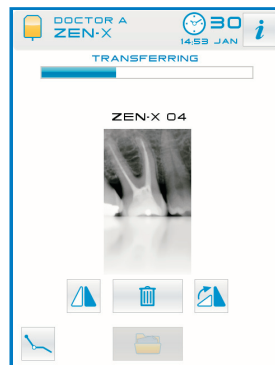 DOCTOR A
ZEN-X
30
14:53 JAN
i
TRANSFERRING
ZEN-X 04